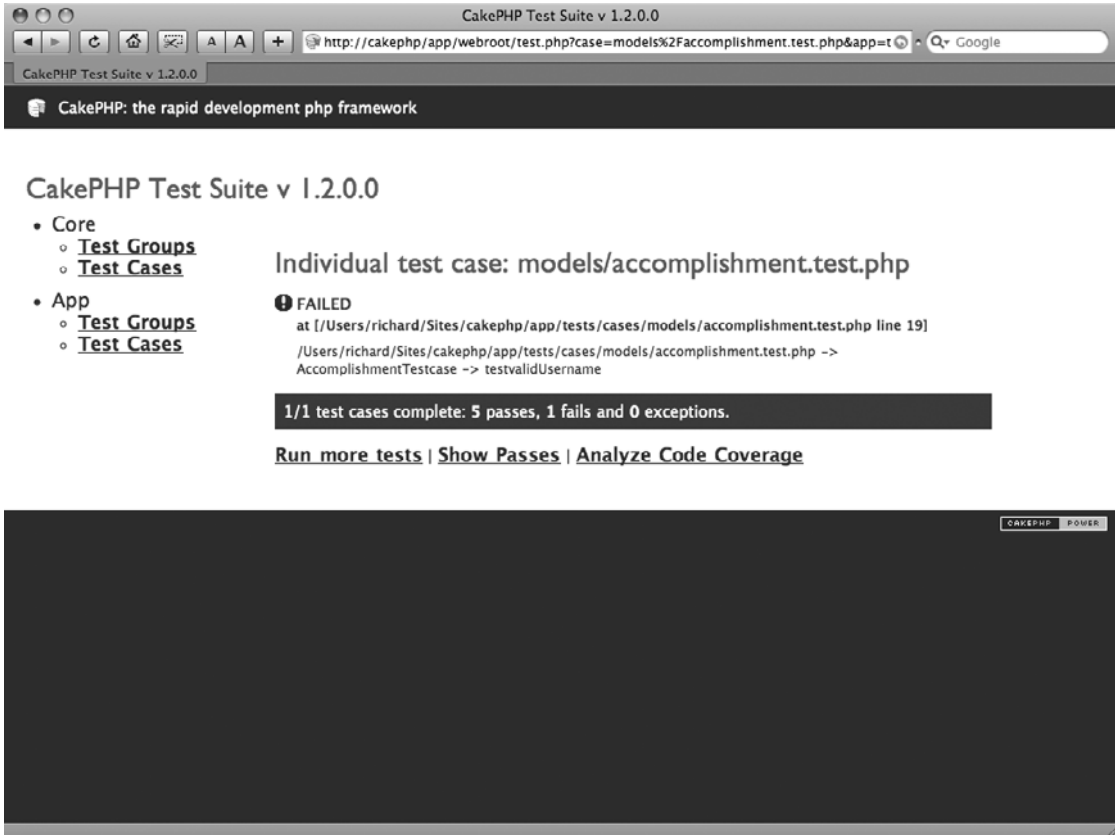 CakePHP Test Suite v 1.2.0.0
A A + http://cakephp/app/webroot/test.php?case=models%2Faccomplishment.test.php&app=t Google
CakePHP Test Suite v 1.2.0.0
CakePHP: the rapid development php framework
CakePHP Test Suite v 1.2.0.0
• Core
◦ Test Groups
◦ Test Cases
• App
◦ Test Groups
◦ Test Cases
Individual test case: models/accomplishment.test.php
FAILED
at [/Users/richard/Sites/cakephp/app/tests/cases/models/accomplishment.test.php line 19]
/Users/richard/Sites/cakephp/app/tests/cases/models/accomplishment.test.php ->
AccomplishmentTestcase -> testvalidUsername
1/1 test cases complete: 5 passes, 1 fails and 0 exceptions.
Run more tests | Show Passes | Analyze Code Coverage
CAKEPHP POWER